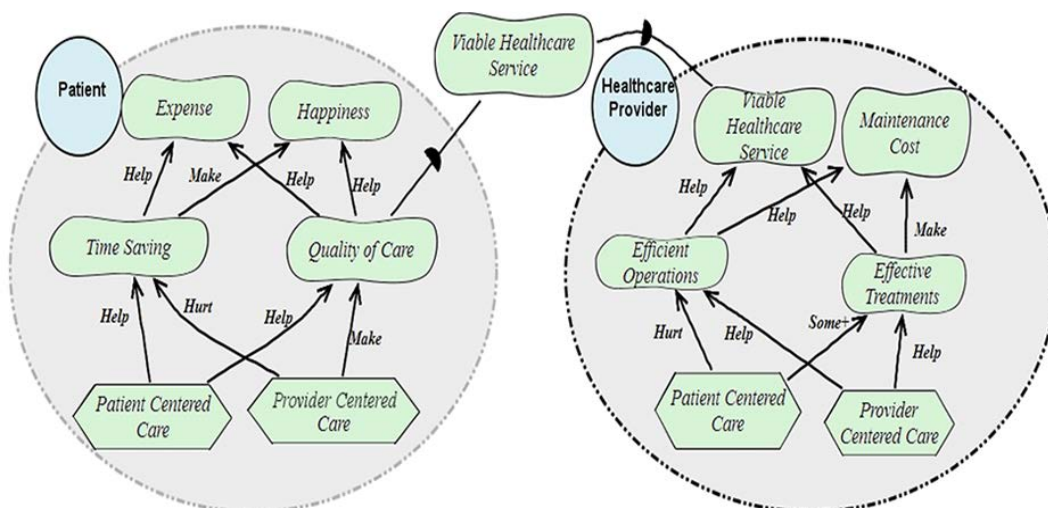 Patient
Expense
Happiness
Help
Make
Help
Help
Time Saving
Quality of Care
Help
Hurt
Help
Make
Patient Centered
Care
Provider Centered
Care
Viable Healthcare
Service
Healthcare
Provider
Viable
Healthcare
Service
Maintenance
Cost
Help
Help
Help
Make
Efficient
Operations
Effective
Treatments
Hurt
Help
Some+
Help
Patient Centered
Care
Provider
Centered Care